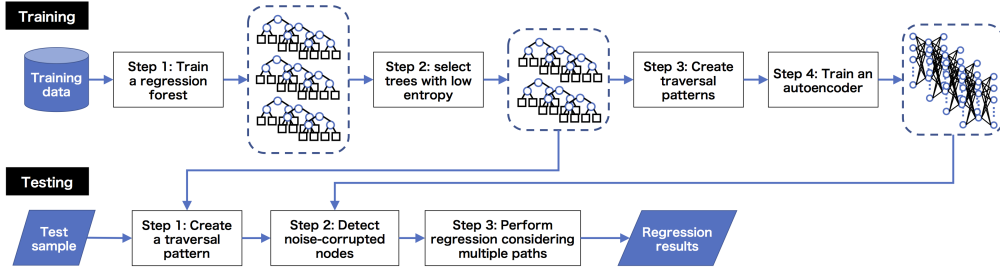 Training
Training
data
Step 1: Train
a regression
forest
Step 2: select
trees with low
entropy
Step 3: Create
traversal
patterns
Step 4: Train an
autoencoder
Testing
Test
sample
Step 1: Create
a traversal
pattern
Step 2: Detect
noise-corrupted
nodes
Step 3: Perform
regression considering
multiple paths
Regression
results